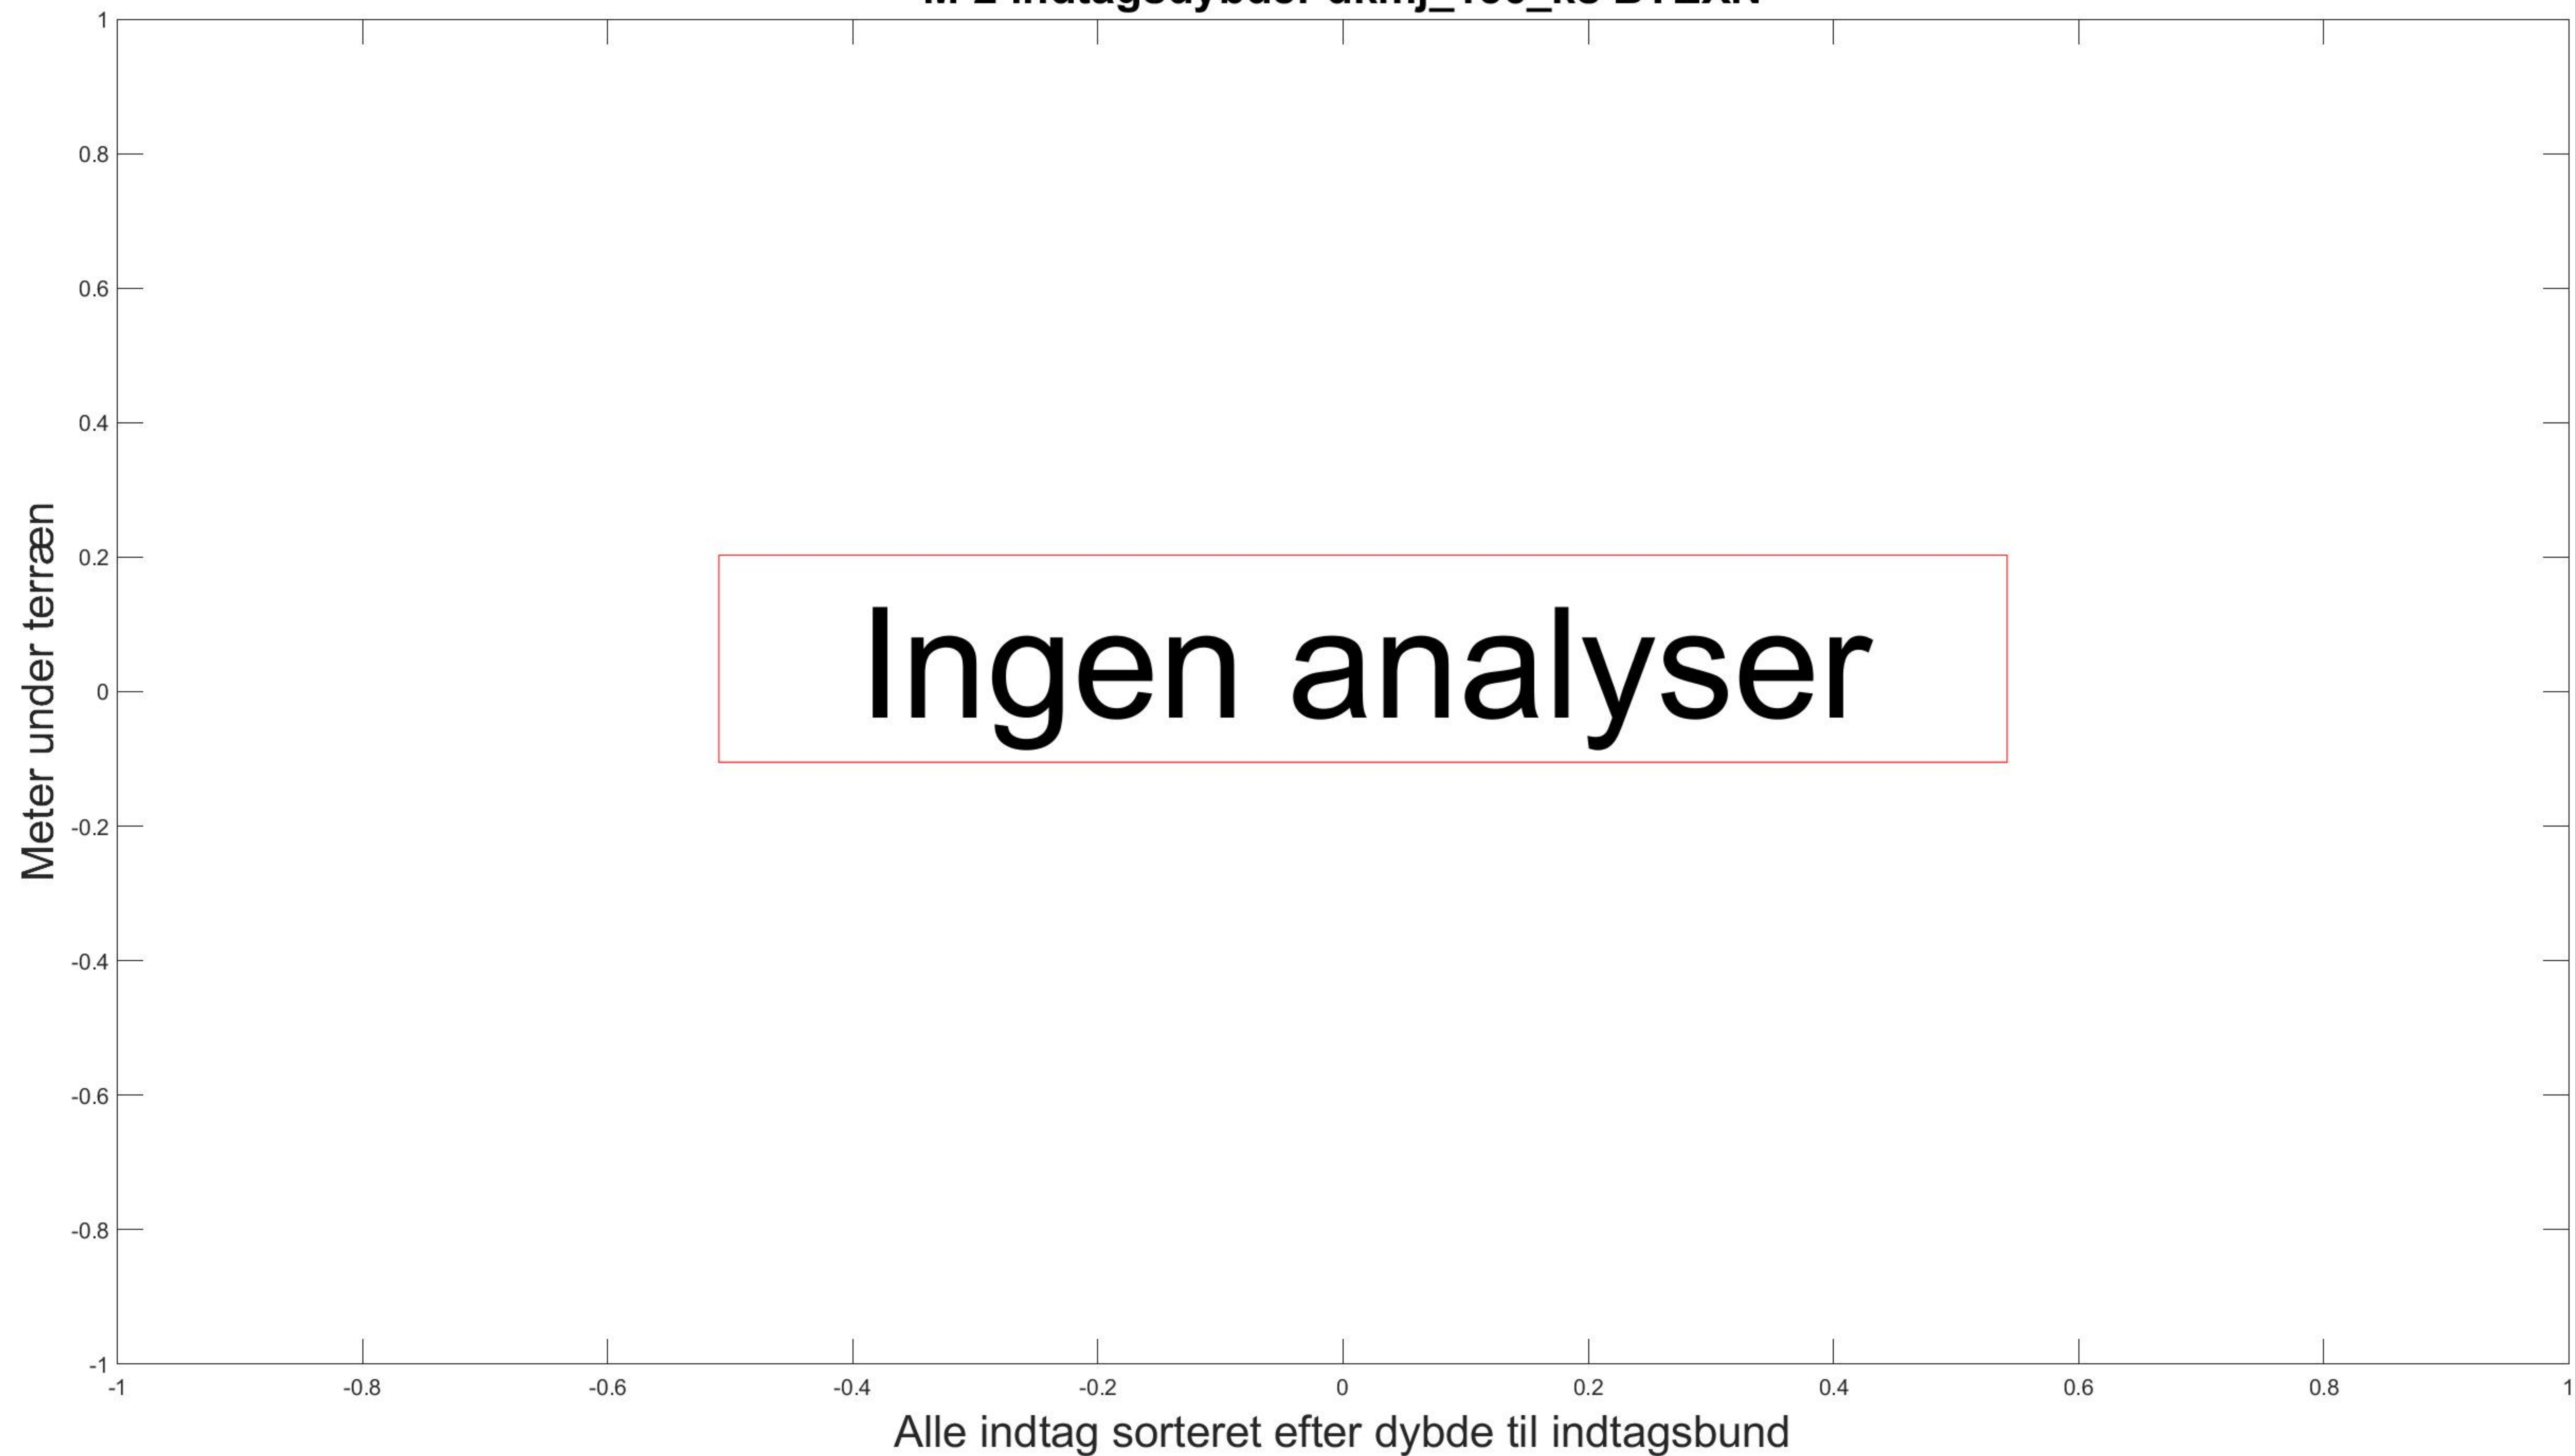 1
0.8
0.6
0.4
0.2
0
-0.2
-0.4
-0.6
-0.8
-1
Meter under terræn
Ingen analyser
-1 -0.8 -0.6 -0.4 -0.2 0 0.2 0.4 0.6 0.8 1
Alle indtag sorteret efter dybde til indtagsbund